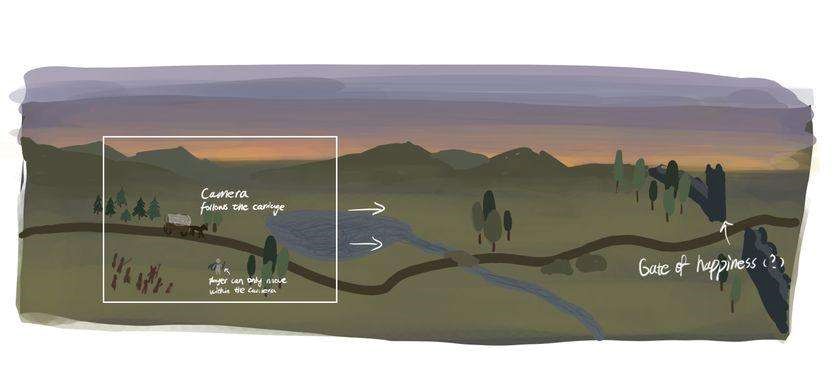 Camera
follows the carriage
Player can only move
within the camera
Gate of happiness (?)